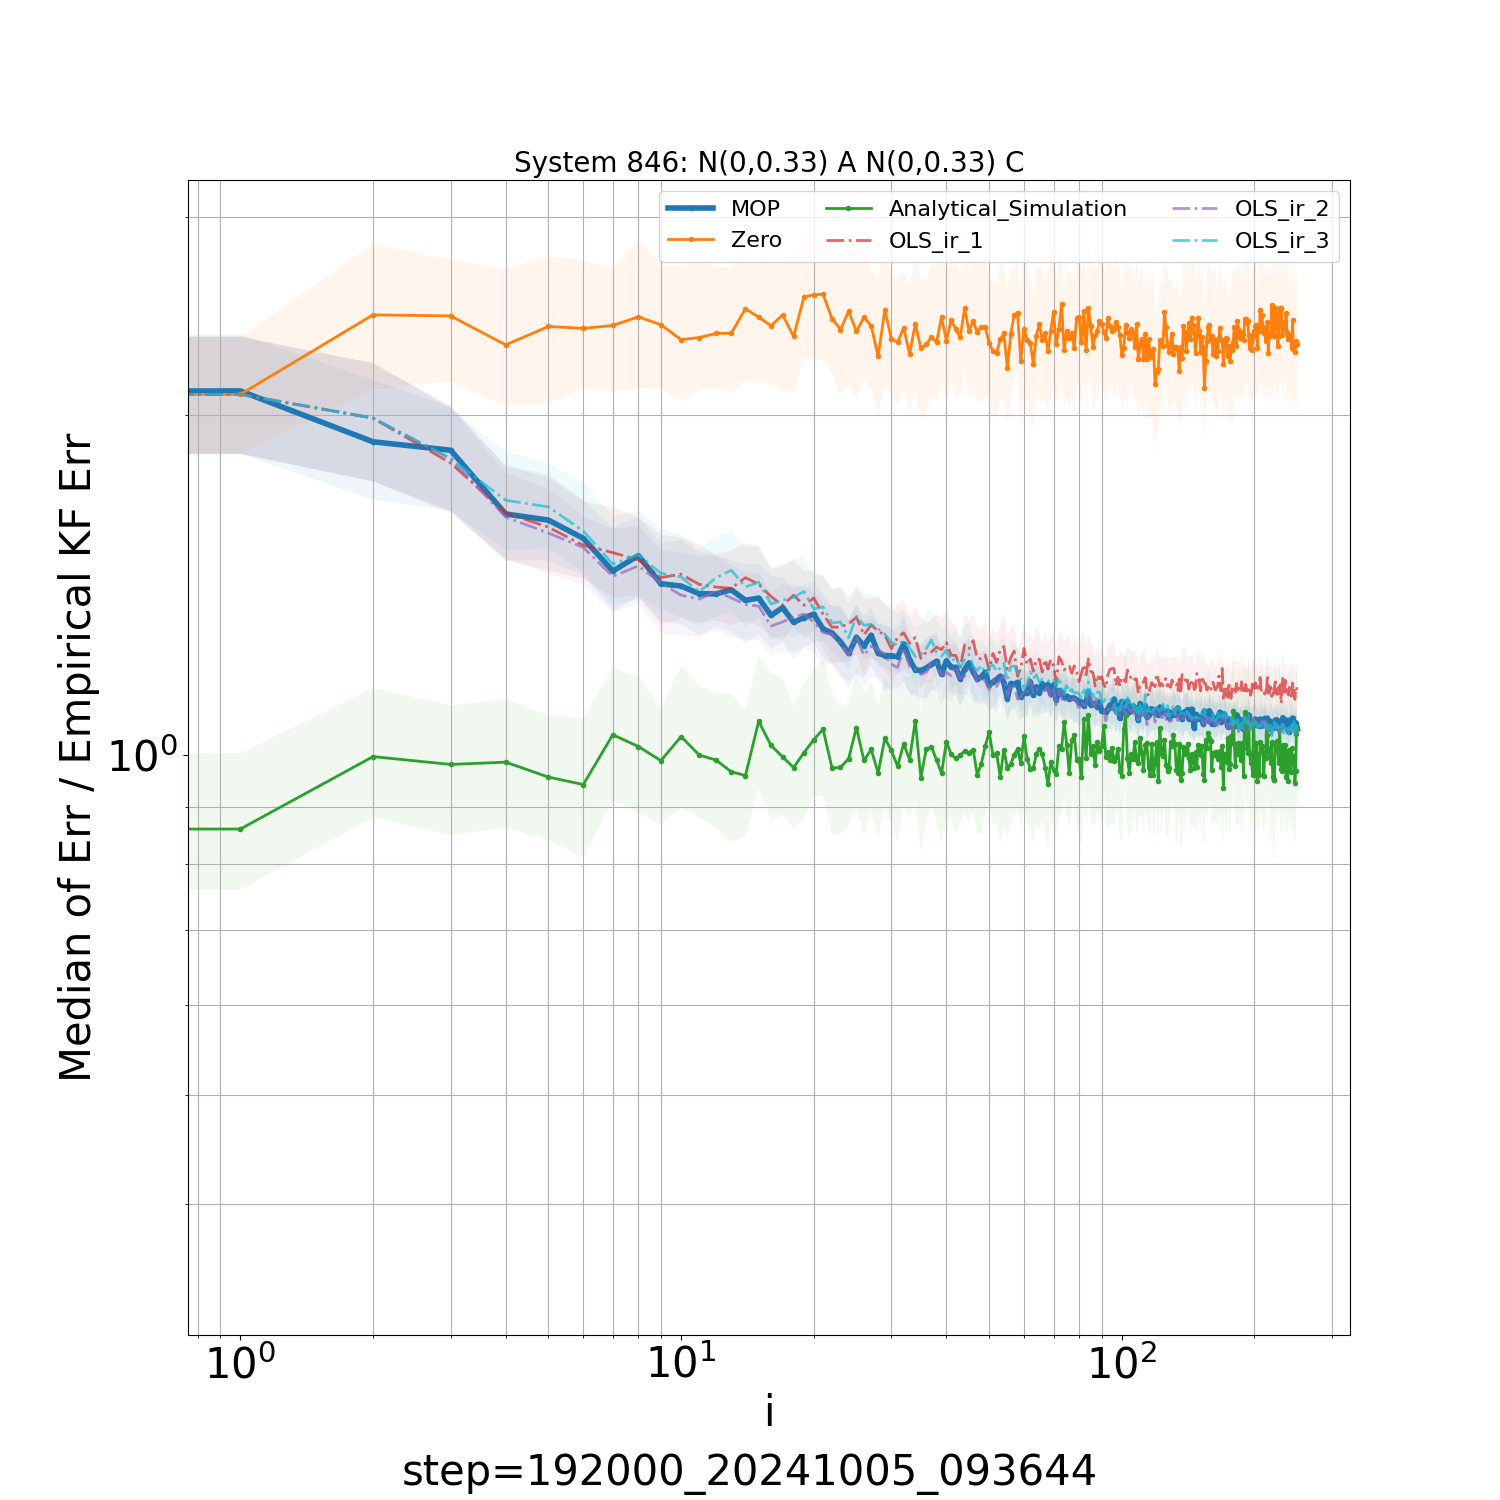 System 846: N(0,0.33) A N(0,0.33) C
MOP
Zero
Analytical_Simulation
OLS_ir_1
OLS_ir_2
OLS_ir_3
Median of Err / Empirical KF Err
10⁰
10⁰
10¹
10²
i
step=192000_20241005_093644